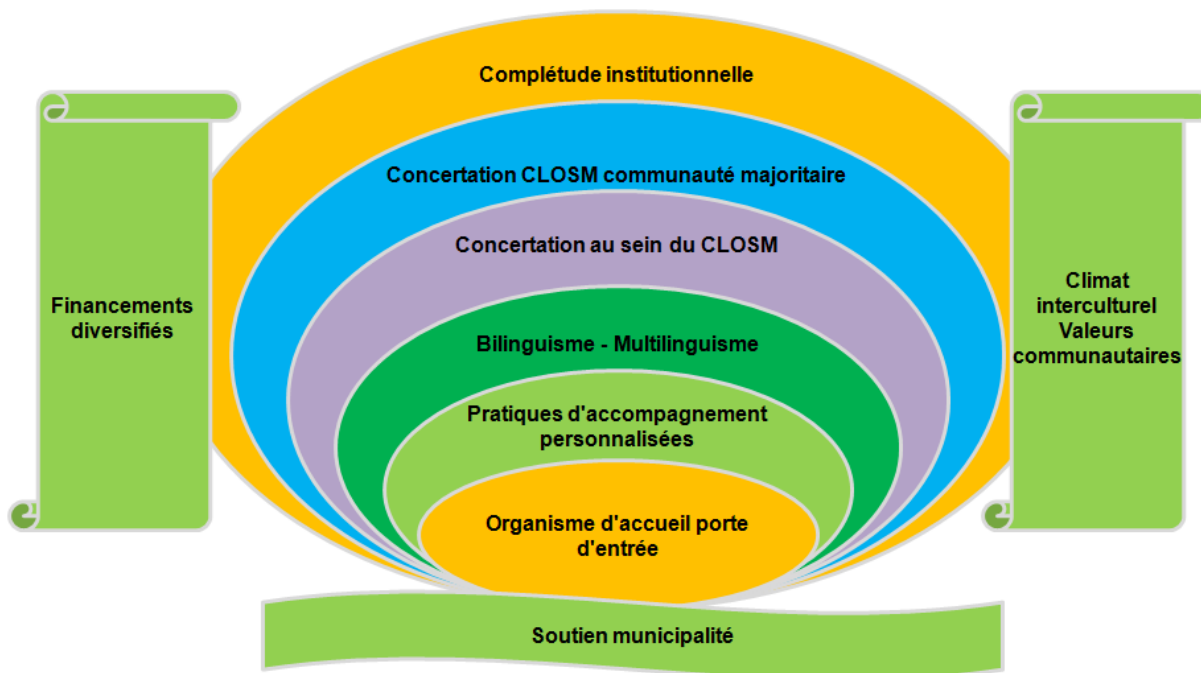 Complétude institutionnelle
Concertation CLOSM communauté majoritaire
Concertation au sein du CLOSM
Bilinguisme - Multilinguisme
Pratiques d'accompagnement
personnalisées
Organisme d'accueil porte
d'entrée
Financements
diversifiés
Climat
interculturel
Valeurs
communautaires
Soutien municipalité